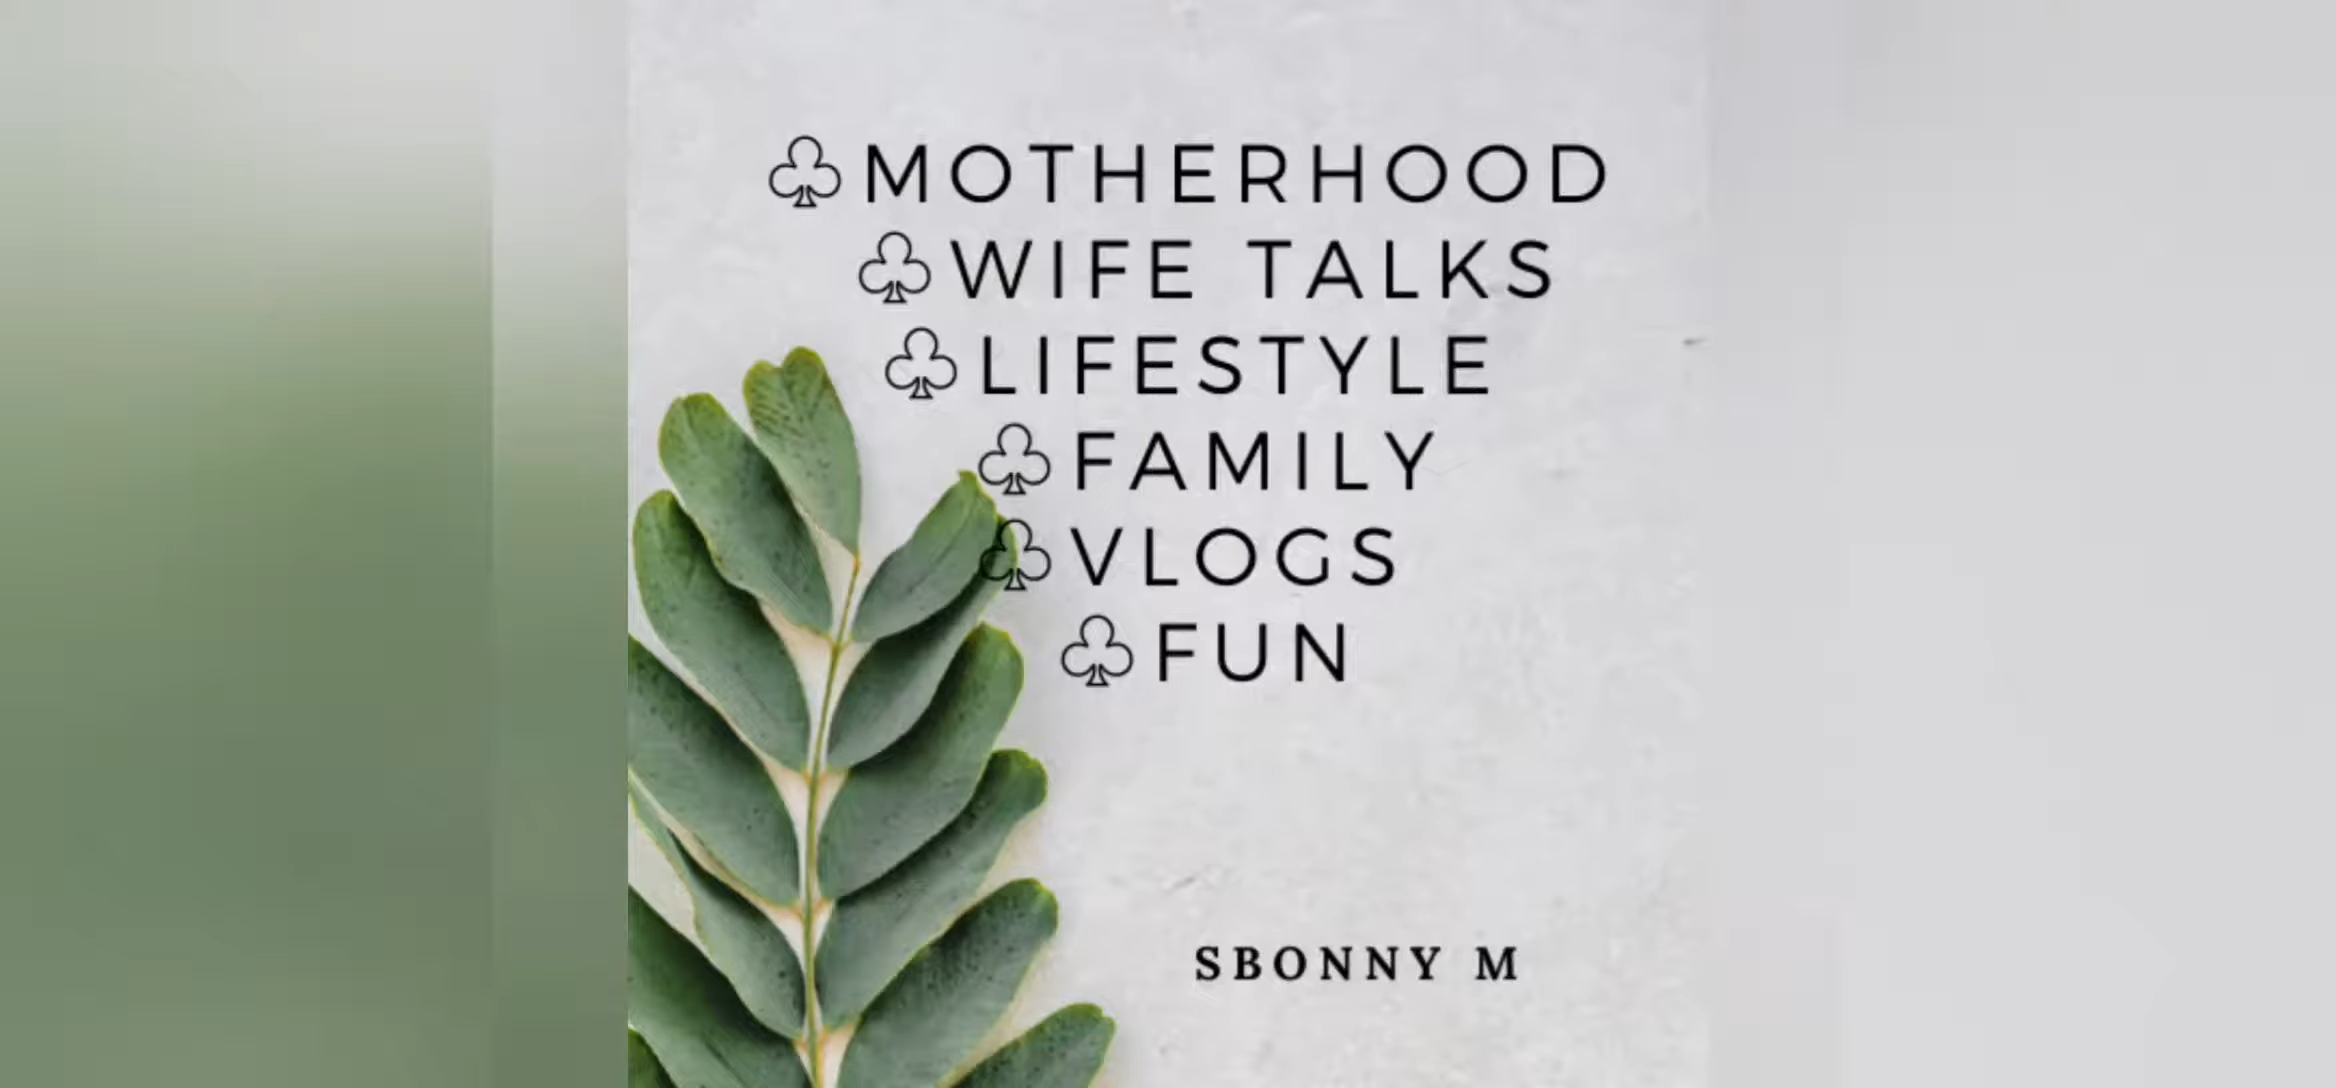 ♧MOTHERHOOD
♧WIFE TALKS
♧LIFESTYLE
♧FAMILY
♧VLOGS
♧FUN
SBONNY M